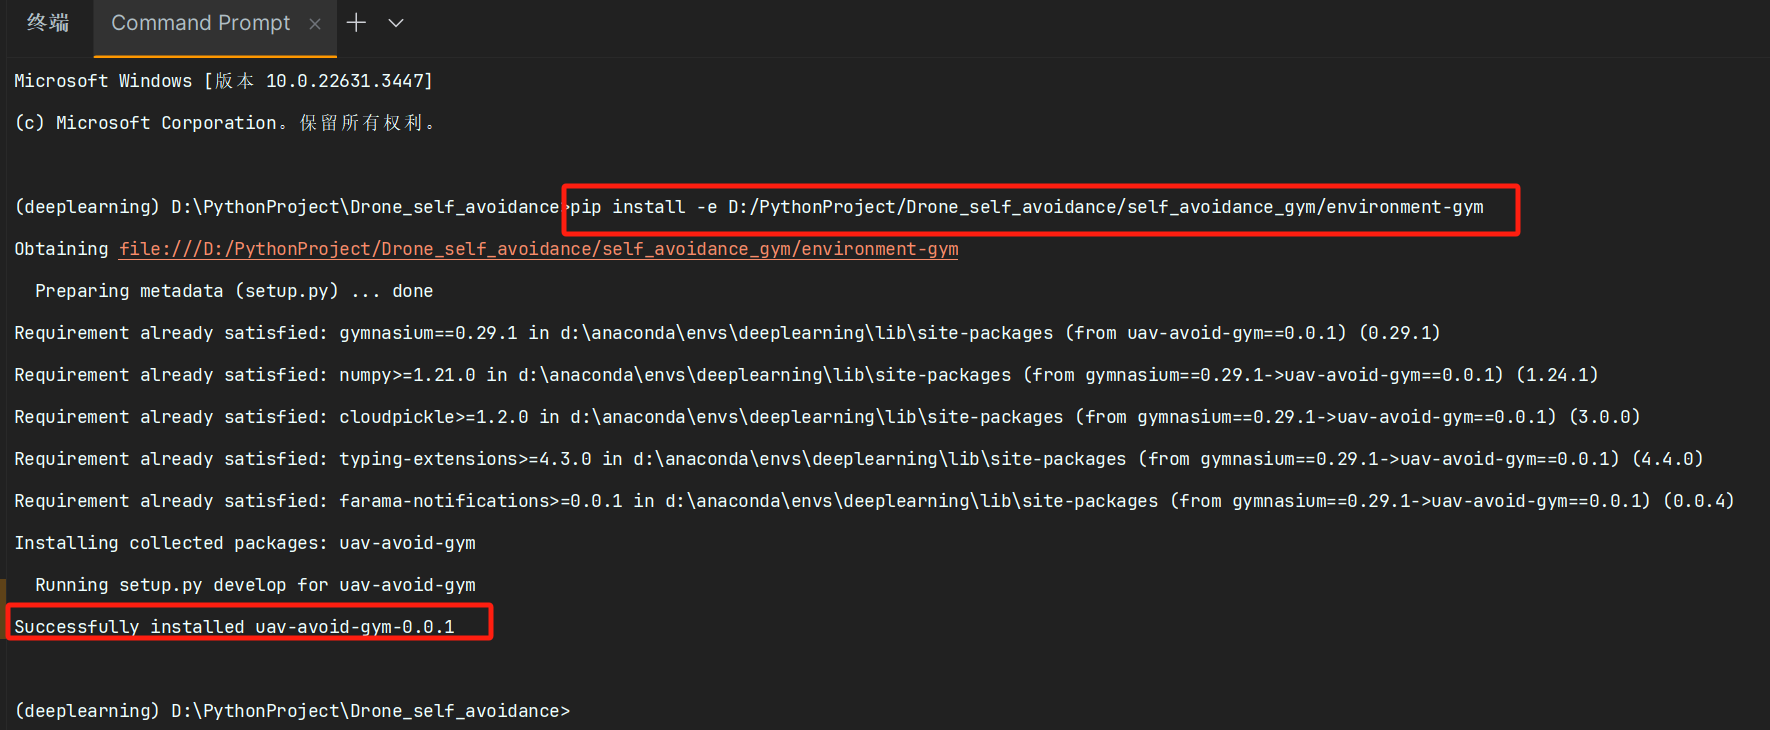 终端 Command Prompt
Microsoft Windows [版本 10.0.22631.3447]
(c) Microsoft Corporation。保留所有权利。
(deeplearning) D:\PythonProject\Drone_self_avoidance>pip install -e D:/PythonProject/Drone_self_avoidance/self_avoidance_gym/environment-gym
Obtaining file:///D:/PythonProject/Drone_self_avoidance/self_avoidance_gym/environment-gym
Preparing metadata (setup.py) ... done
Requirement already satisfied: gymnasium==0.29.1 in d:\anaconda\envs\deeplearning\lib\site-packages (from uav-avoid-gym==0.0.1) (0.29.1)
Requirement already satisfied: numpy>=1.21.0 in d:\anaconda\envs\deeplearning\lib\site-packages (from gymnasium==0.29.1->uav-avoid-gym==0.0.1) (1.24.1)
Requirement already satisfied: cloudpickle>=1.2.0 in d:\anaconda\envs\deeplearning\lib\site-packages (from gymnasium==0.29.1->uav-avoid-gym==0.0.1) (3.0.0)
Requirement already satisfied: typing-extensions>=4.3.0 in d:\anaconda\envs\deeplearning\lib\site-packages (from gymnasium==0.29.1->uav-avoid-gym==0.0.1) (4.4.0)
Requirement already satisfied: farama-notifications>=0.0.1 in d:\anaconda\envs\deeplearning\lib\site-packages (from gymnasium==0.29.1->uav-avoid-gym==0.0.1) (0.0.4)
Installing collected packages: uav-avoid-gym
Running setup.py develop for uav-avoid-gym
Successfully installed uav-avoid-gym-0.0.1
(deeplearning) D:\PythonProject\Drone_self_avoidance>